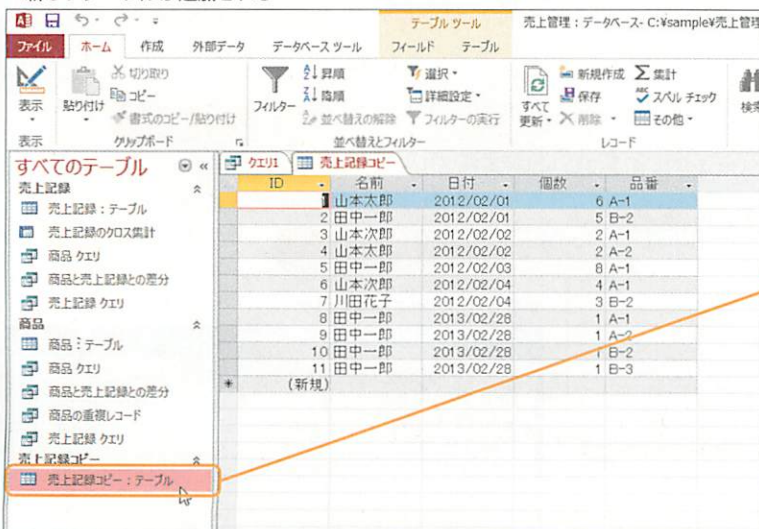 テーブル ツール
売上管理：データベース- C:¥sample¥売上管理
ファイル ホーム 作成 外部データ データベース ツール フィールド テーブル
表示
貼り付け
切り取り
コピー
書式のコピー/貼り付け
フィルター
昇順
降順
並べ替えの解除
選択
詳細設定
フィルターの実行
すべて
更新
新規作成
保存
削除
集計
スペル チェック
その他
検索
表示 クリップボード 並べ替えとフィルター レコード
すべてのテーブル
売上記録
売上記録：テーブル
売上記録のクロス集計
商品 クエリ
商品と売上記録との差分
売上記録 クエリ
商品
商品：テーブル
商品 クエリ
商品と売上記録との差分
商品の重複レコード
売上記録 クエリ
売上記録コピー
売上記録コピー：テーブル
クエリ1 売上記録コピー
ID 名前 日付 個数 品番
1 山本太郎 2012/02/01 6 A-1
2 田中一郎 2012/02/01 5 B-2
3 山本次郎 2012/02/02 2 A-1
4 山本太郎 2012/02/02 2 A-2
5 田中一郎 2012/02/03 8 A-1
6 山本次郎 2012/02/04 4 A-1
7 川田花子 2012/02/04 3 B-2
8 田中一郎 2013/02/28 1 A-1
9 田中一郎 2013/02/28 1 A-2
10 田中一郎 2013/02/28 1 B-2
11 田中一郎 2013/02/28 1 B-3
* (新規)